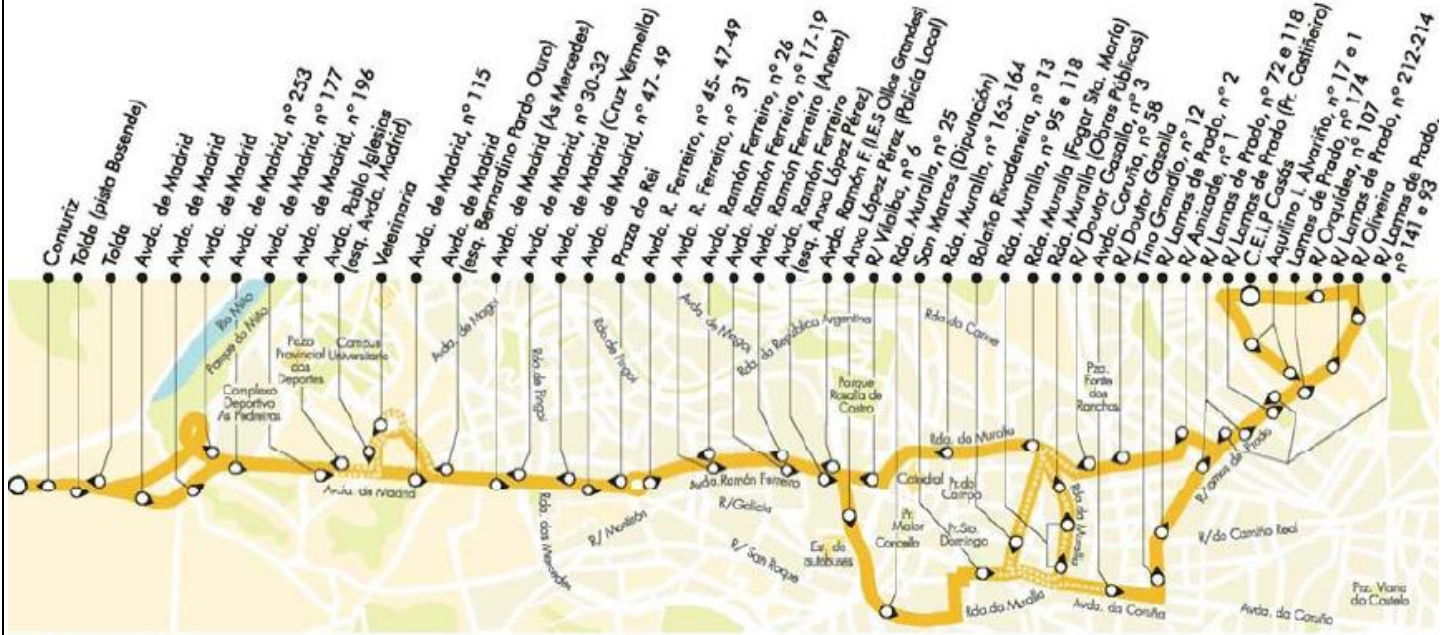 Conturiz
Toldo (pista Bosende)
Tolda
Avda. de Madrid
Avda. de Madrid
Avda. de Madrid
Avda. de Madrid, nº 253
Avda. de Madrid, nº 177
Avda. de Madrid, nº 196
Avda. Pablo Iglesias
(esq. Avda. Madrid)
Veterinaria
Avda. de Madrid, nº 115
Avda. de Madrid
(esq. Bernardino Pardo Ouro)
Avda. de Madrid (As Mercedes)
Avda. de Madrid, nº 30-32
Avda. de Madrid (Cruz Vermella)
Avda. de Madrid, nº 47- 49
Praza do Rei
Avda. R. Ferreiro, nº 45- 47-49
Avda. R. Ferreiro, nº 31
Avda. Ramón Ferreiro, nº 26
Avda. Ramón Ferreiro, nº 17-19
Avda. Ramón Ferreiro (Anexa)
Avda. Ramón Ferreiro
(esq. Anxo López Pérez)
Avda. Ramón F. (I.E.S Ollos Grandes)
Anxo López Pérez (Policía Local)
R/ Vilalba, nº 6
Rda. Muralla, nº 25
San Marcos (Diputación)
Rda. Muralla, nº 163-164
Bolaño Rivadeneira, nº 13
Rda. Muralla, nº 95 e 118
Rda. Muralla (Fogar Sta. María)
Rda. Muralla (Obras Públicas)
R/ Doutor Gasalla, nº 3
Avda. Coruña, nº 58
R/ Doutor Gasalla
Tino Grandío, nº 12
R/ Lamas de Prado, nº 2
R/ Amizade, nº 1
R/ Lamas de Prado, nº 72 e 118
R/ Lamas de Prado (Pr. Castiñeiro)
C.E.I.P Casás
Aquilino I. Alvariño, nº 17 e 1
Lamas de Prado, nº 174
R/ Orquídea, nº 107
R/ Lamas de Prado, nº 212-214
R/ Oliveira
R/ Lamas de Prado,
nº 141 e 93
Río Miño
Parque do Miño
Complexo
Deportivo
As Pedreiras
Pazo
Provincial
dos
Deportes
Campus
Universitario
Avda. de Madrid
Avda. de Magoi
Rda. de Fingoi
Rda. das Mercedes
Rda. de Fingoi
R/ Montirón
Avda. de Magoi
Rda. da República Argentina
Avda. Ramón Ferreiro
R/ Galicia
R/ San Roque
Parque
Rosalía de
Castro
Est. de
autobuses
Rda. do Carme
Rda. da Muralla
Catedral
Pr.
Maior
Concello
Pr. do
Campo
Pr. Sto.
Domingo
Rda. da Muralla
Rda. da Muralla
Pza.
Fonte
dos
Ranchos
Avda. da Coruña
R/ Lamas de Prado
R/ do Camiño Real
Avda. da Coruña
Pza. Viana
do Castelo